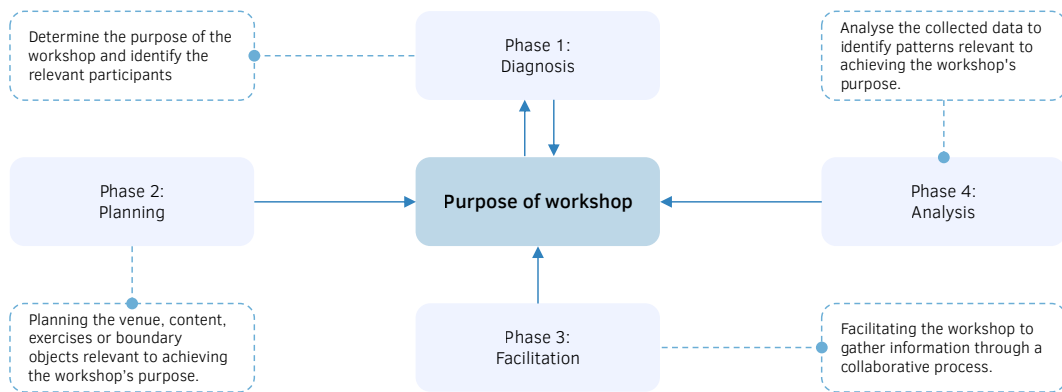 Determine the purpose of the
workshop and identify the
relevant participants
Phase 1:
Diagnosis
Analyse the collected data to
identify patterns relevant to
achieving the workshop's
purpose.
Phase 2:
Planning
Purpose of workshop
Phase 4:
Analysis
Planning the venue, content,
exercises or boundary
objects relevant to achieving
the workshop's purpose.
Phase 3:
Facilitation
Facilitating the workshop to
gather information through a
collaborative process.